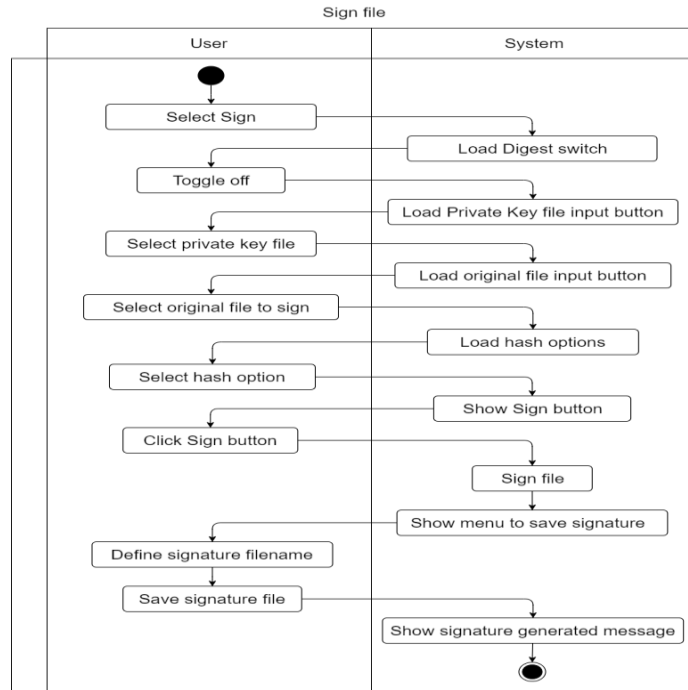 Sign file
User
System
Select Sign
Load Digest switch
Toggle off
Load Private Key file input button
Select private key file
Load original file input button
Select original file to sign
Load hash options
Select hash option
Show Sign button
Click Sign button
Sign file
Show menu to save signature
Define signature filename
Save signature file
Show signature generated message